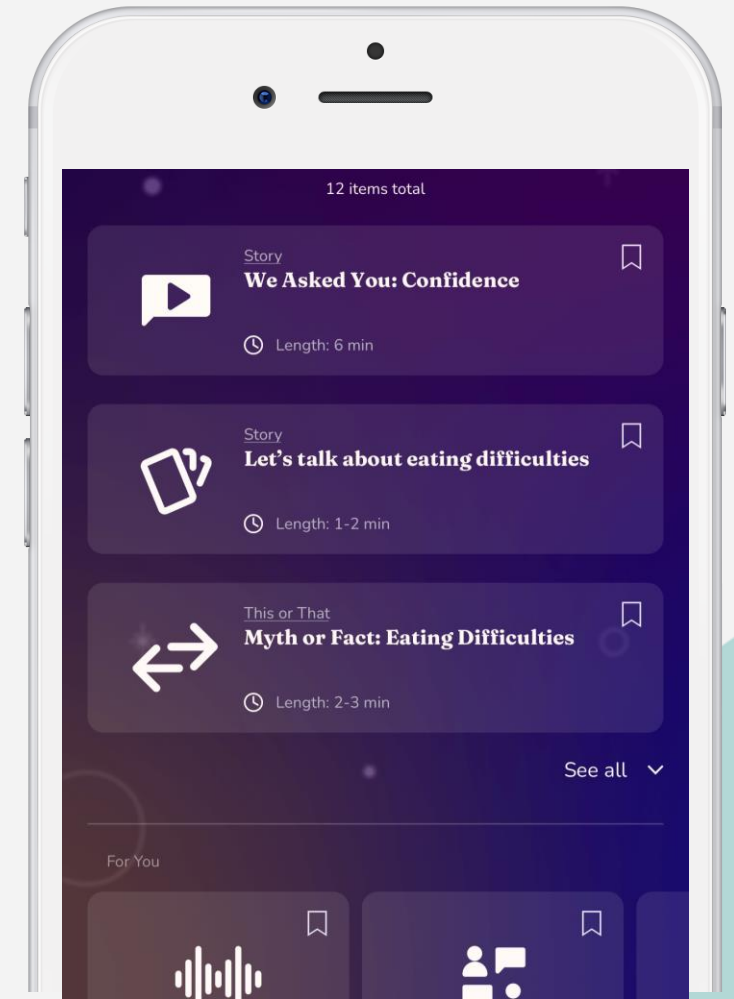 12 items total
Story
We Asked You: Confidence
Length: 6 min
Story
Let's talk about eating difficulties
Length: 1-2 min
This or That
Myth or Fact: Eating Difficulties
Length: 2-3 min
See all
For You